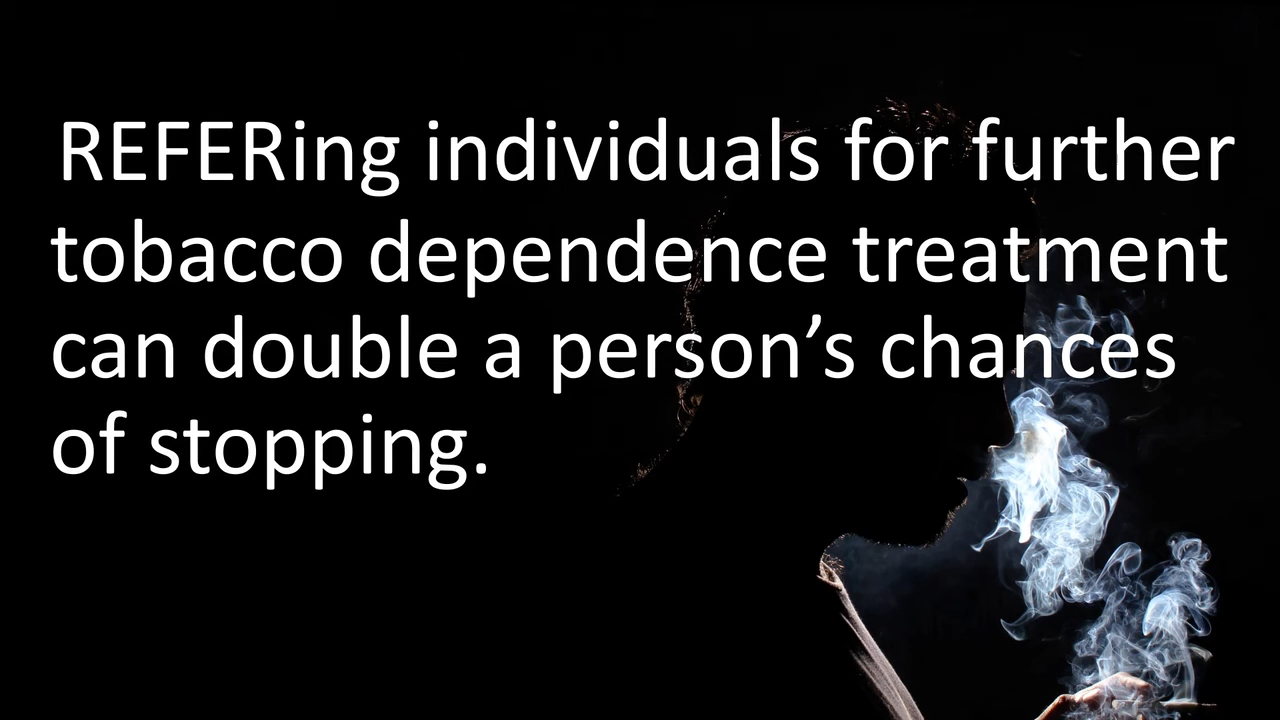 REFERing individuals for further
tobacco dependence treatment
can double a person’s chances
of stopping.